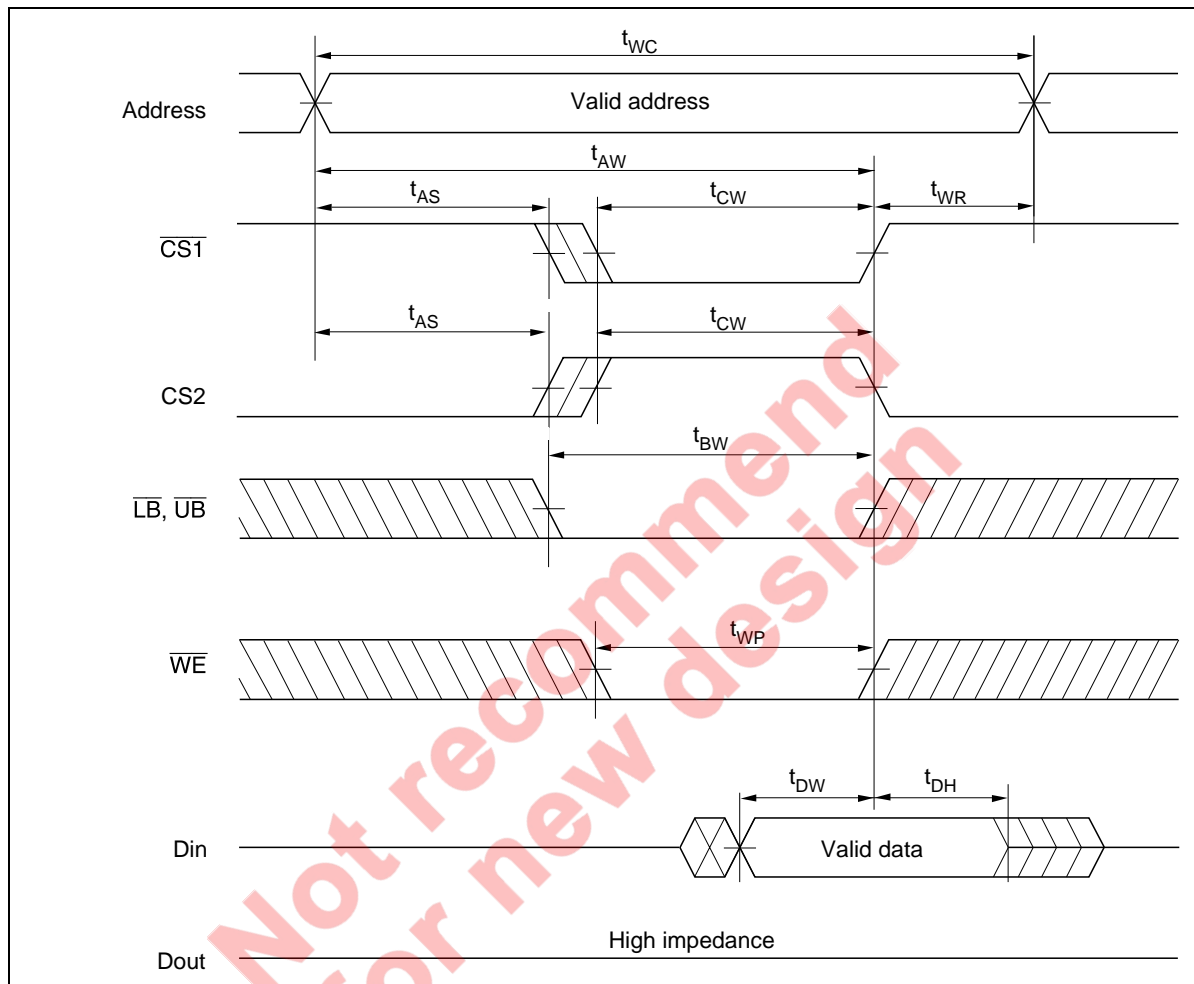 tWC
Address
Valid address
tAW
tAS
tCW
tWR
CS1
tAS
tCW
CS2
tBW
LB, UB
tWP
WE
tDW
tDH
Din
Valid data
High impedance
Dout
Not recommend
for new design